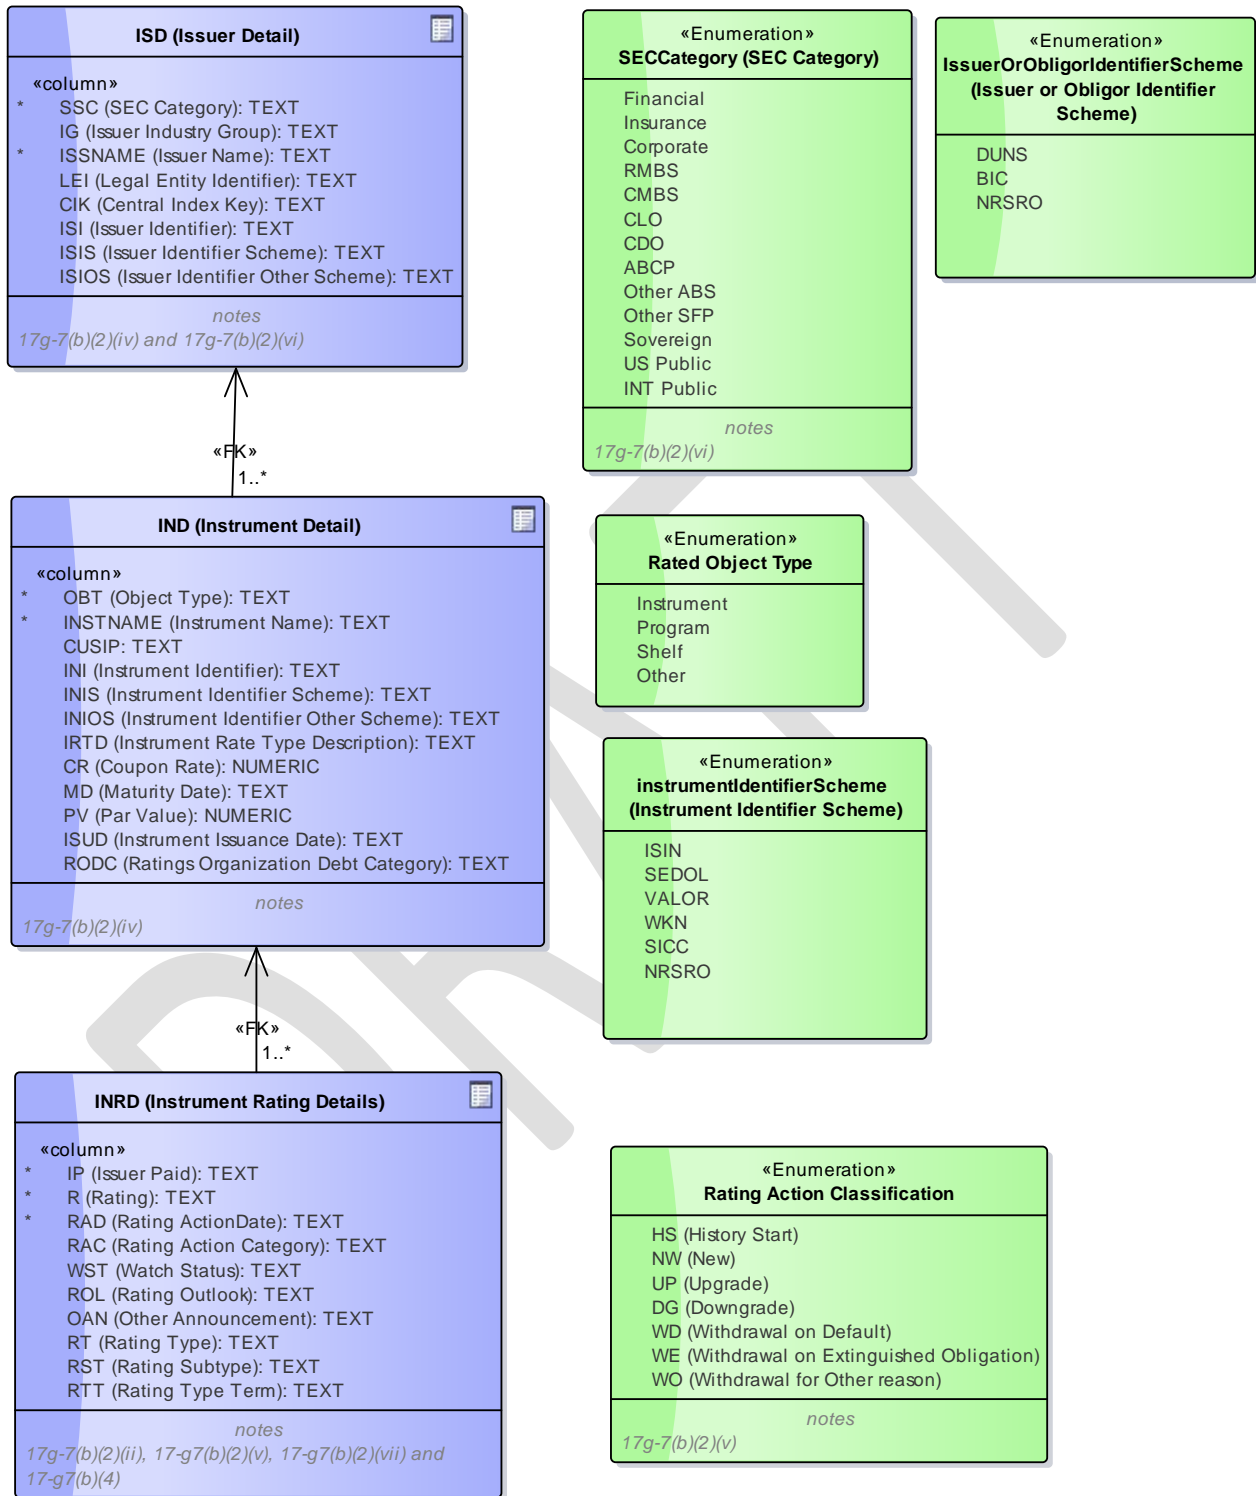 ISD (Issuer Detail)
«column»
* SSC (SEC Category): TEXT
IG (Issuer Industry Group): TEXT
* ISSNAME (Issuer Name): TEXT
LEI (Legal Entity Identifier): TEXT
CIK (Central Index Key): TEXT
ISI (Issuer Identifier): TEXT
ISIS (Issuer Identifier Scheme): TEXT
ISIOS (Issuer Identifier Other Scheme): TEXT
notes
17g-7(b)(2)(iv) and 17g-7(b)(2)(vi)
«FK»
1..*
IND (Instrument Detail)
«column»
* OBT (Object Type): TEXT
* INSTNAME (Instrument Name): TEXT
CUSIP: TEXT
INI (Instrument Identifier): TEXT
INIS (Instrument Identifier Scheme): TEXT
INIOS (Instrument Identifier Other Scheme): TEXT
IRTD (Instrument Rate Type Description): TEXT
CR (Coupon Rate): NUMERIC
MD (Maturity Date): TEXT
PV (Par Value): NUMERIC
ISUD (Instrument Issuance Date): TEXT
RODC (Ratings Organization Debt Category): TEXT
notes
17g-7(b)(2)(iv)
«FK»
1..*
INRD (Instrument Rating Details)
«column»
* IP (Issuer Paid): TEXT
* R (Rating): TEXT
* RAD (Rating ActionDate): TEXT
RAC (Rating Action Category): TEXT
WST (Watch Status): TEXT
ROL (Rating Outlook): TEXT
OAN (Other Announcement): TEXT
RT (Rating Type): TEXT
RST (Rating Subtype): TEXT
RTT (Rating Type Term): TEXT
notes
17g-7(b)(2)(ii), 17-g7(b)(2)(v), 17-g7(b)(2)(vii) and
17-g7(b)(4)
«Enumeration»
SECCategory (SEC Category)
Financial
Insurance
Corporate
RMBS
CMBS
CLO
CDO
ABCP
Other ABS
Other SFP
Sovereign
US Public
INT Public
notes
17g-7(b)(2)(vi)
«Enumeration»
IssuerOrObligorIdentifierScheme
(Issuer or Obligor Identifier
Scheme)
DUNS
BIC
NRSRO
«Enumeration»
Rated Object Type
Instrument
Program
Shelf
Other
«Enumeration»
instrumentIdentifierScheme
(Instrument Identifier Scheme)
ISIN
SEDOL
VALOR
WKN
SICC
NRSRO
«Enumeration»
Rating Action Classification
HS (History Start)
NW (New)
UP (Upgrade)
DG (Downgrade)
WD (Withdrawal on Default)
WE (Withdrawal on Extinguished Obligation)
WO (Withdrawal for Other reason)
notes
17g-7(b)(2)(v)
DRAFT